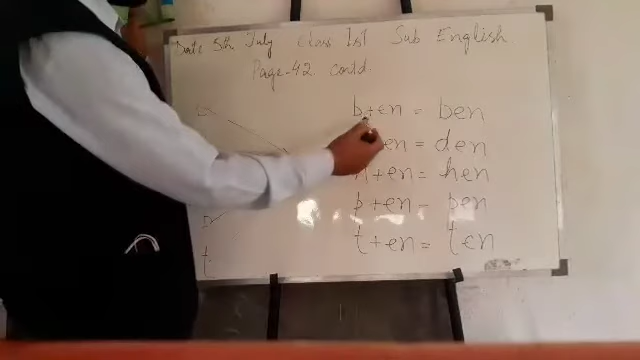 Date 5th July Class Ist Sub English
Page-42 contd.
b+en = ben
en = den
h+en = hen
p+en = pen
t+en = ten
p
t